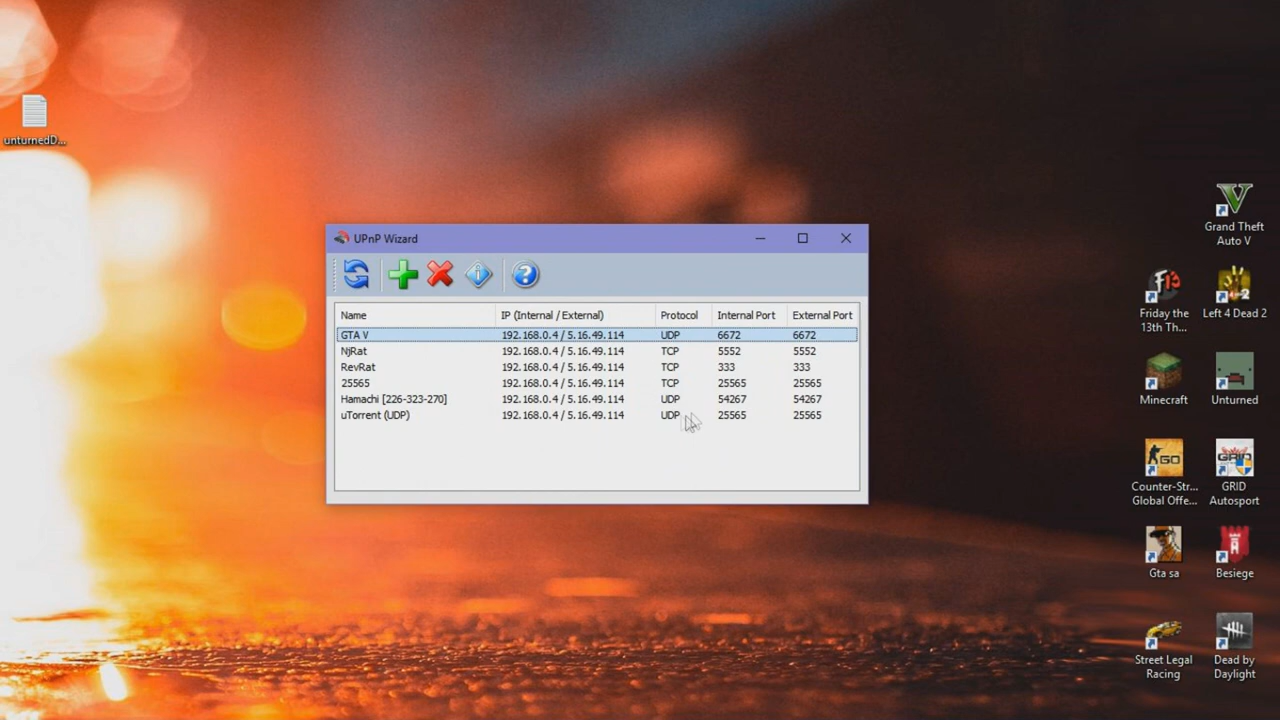 unturnedD...
UPnP Wizard
Name IP (Internal / External) Protocol Internal Port External Port
GTA V 192.168.0.4 / 5.16.49.114 UDP 6672 6672
NjRat 192.168.0.4 / 5.16.49.114 TCP 5552 5552
RevRat 192.168.0.4 / 5.16.49.114 TCP 333 333
25565 192.168.0.4 / 5.16.49.114 TCP 25565 25565
Hamachi [226-323-270] 192.168.0.4 / 5.16.49.114 UDP 54267 54267
uTorrent (UDP) 192.168.0.4 / 5.16.49.114 UDP 25565 25565
Grand Theft
Auto V
Friday the
13th Th...
Left 4 Dead 2
Minecraft
Unturned
GO
Counter-Str...
Global Offe...
GRID
GRID
Autosport
Gta sa
Besiege
Street Legal
Racing
Dead by
Daylight